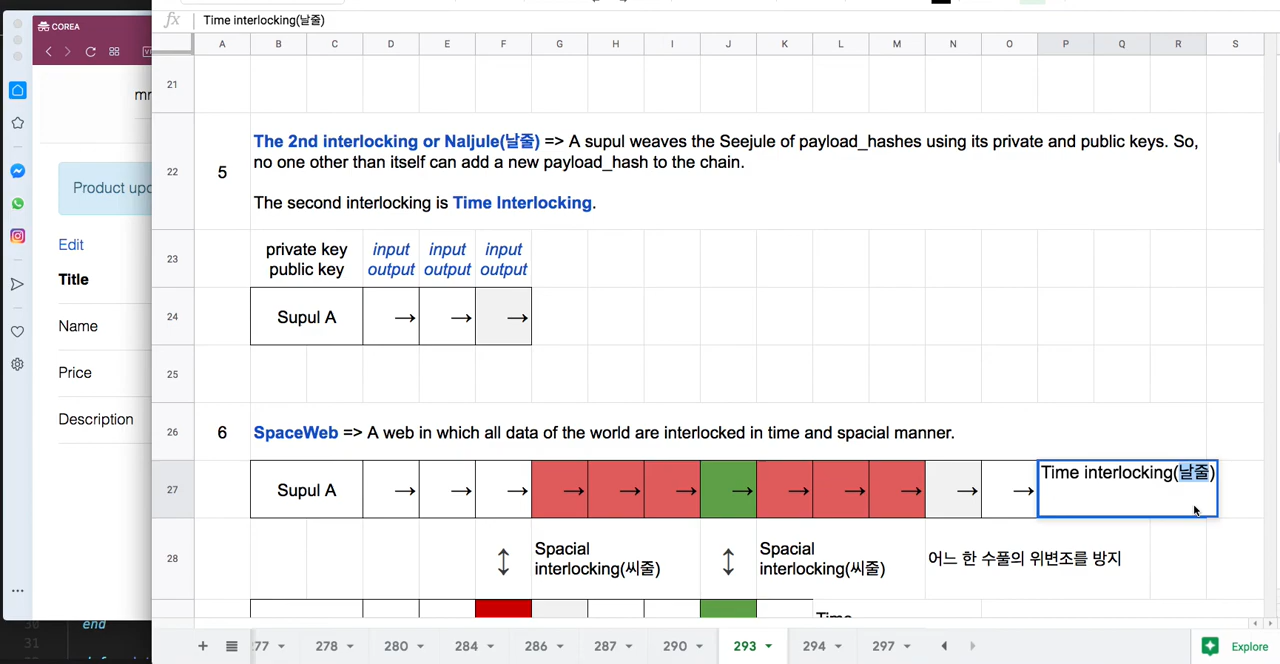 COREA
fx Time interlocking(날줄)
A B C D E F G H I J K L M N O P Q R S
21
Product upd
Edit
Title
Name
Price
Description
22
5
The 2nd interlocking or Naljule(날줄) => A supul weaves the Seejule of payload_hashes using its private and public keys. So,
no one other than itself can add a new payload_hash to the chain.
The second interlocking is Time Interlocking.
23
private key input input input
public key output output output
24
Supul A → → →
25
26
6
SpaceWeb => A web in which all data of the world are interlocked in time and spacial manner.
27
Supul A → → → → → → → → → → → → Time interlocking(날줄)
28
↕ Spacial ↕ Spacial
interlocking(씨줄) interlocking(씨줄) 어느 한 수풀의 위변조를 방지
Time
end
31
+ 277 278 280 284 286 287 290 293 294 297 Explore